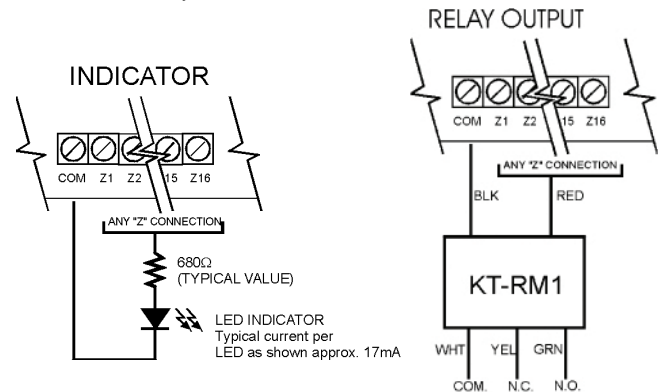 RELAY OUTPUT
INDICATOR
COM Z1 Z2 15 Z16
ANY "Z" CONNECTION
680Ω
(TYPICAL VALUE)
LED INDICATOR
Typical current per
LED as shown approx. 17mA
COM Z1 Z2 15 Z16
ANY "Z" CONNECTION
BLK RED
KT-RM1
WHT YEL GRN
COM. N.C. N.O.